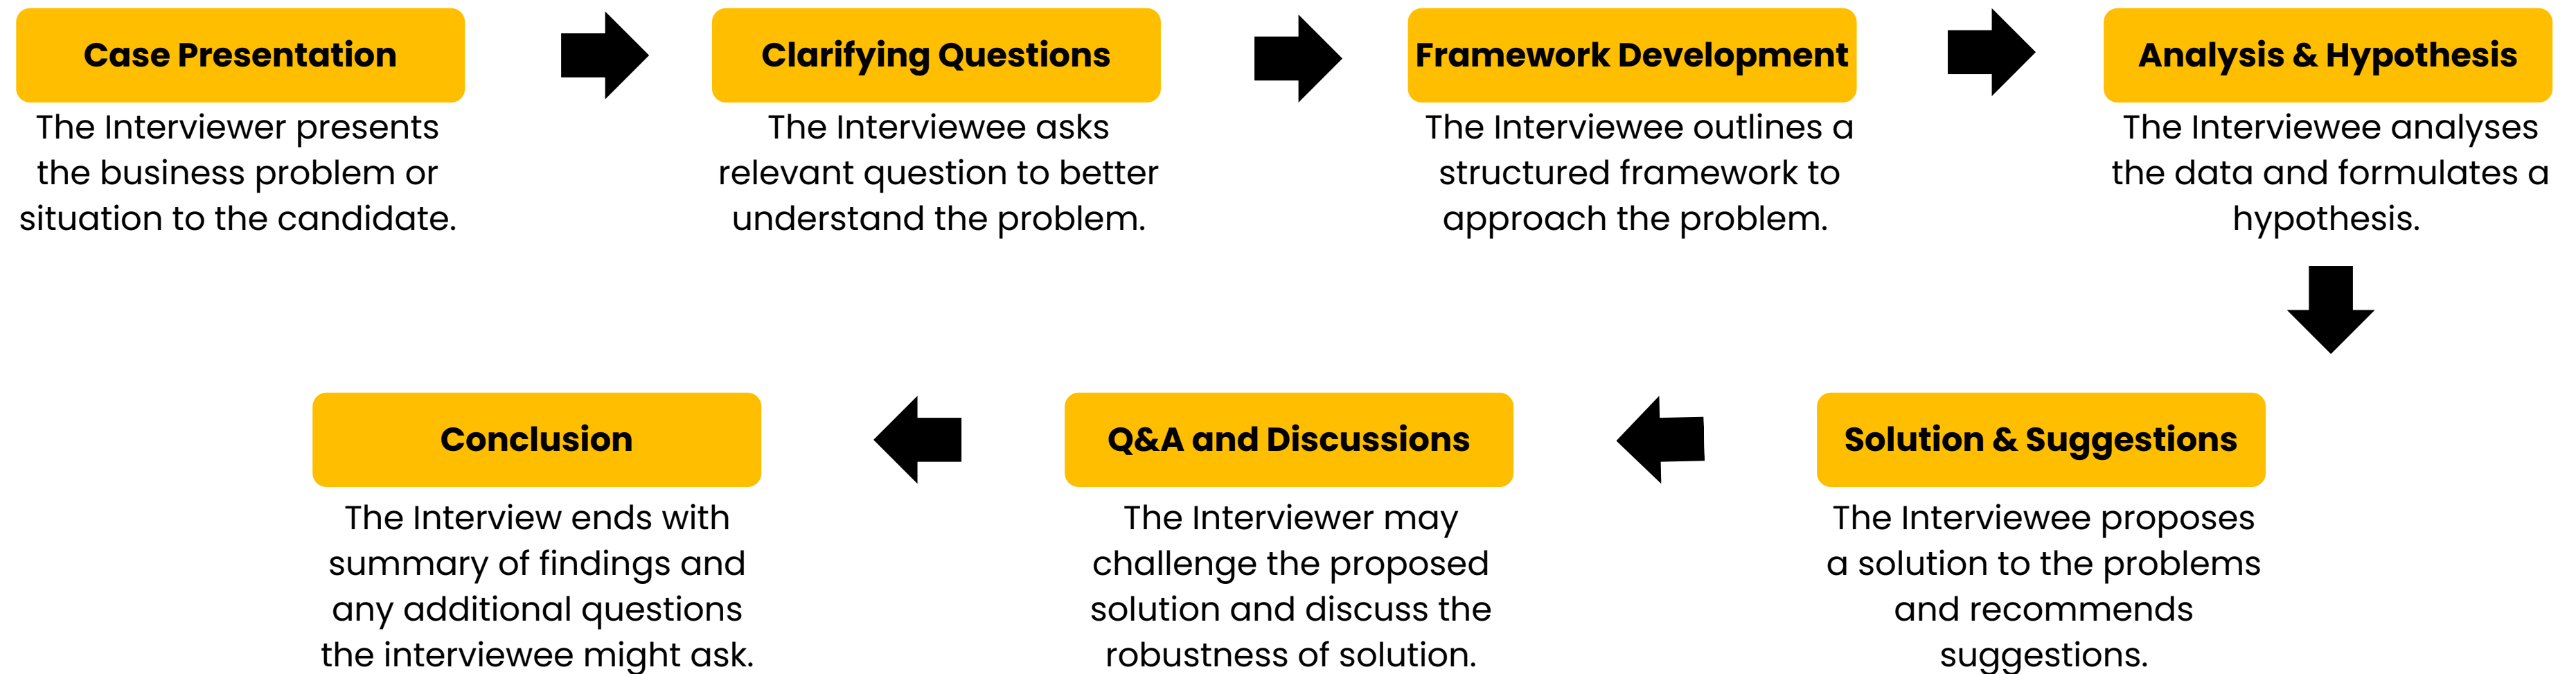 Case Presentation
The Interviewer presents
the business problem or
situation to the candidate.
Clarifying Questions
The Interviewee asks
relevant question to better
understand the problem.
Framework Development
The Interviewee outlines a
structured framework to
approach the problem.
Analysis & Hypothesis
The Interviewee analyses
the data and formulates a
hypothesis.
Solution & Suggestions
The Interviewee proposes
a solution to the problems
and recommends
suggestions.
Q&A and Discussions
The Interviewer may
challenge the proposed
solution and discuss the
robustness of solution.
Conclusion
The Interview ends with
summary of findings and
any additional questions
the interviewee might ask.